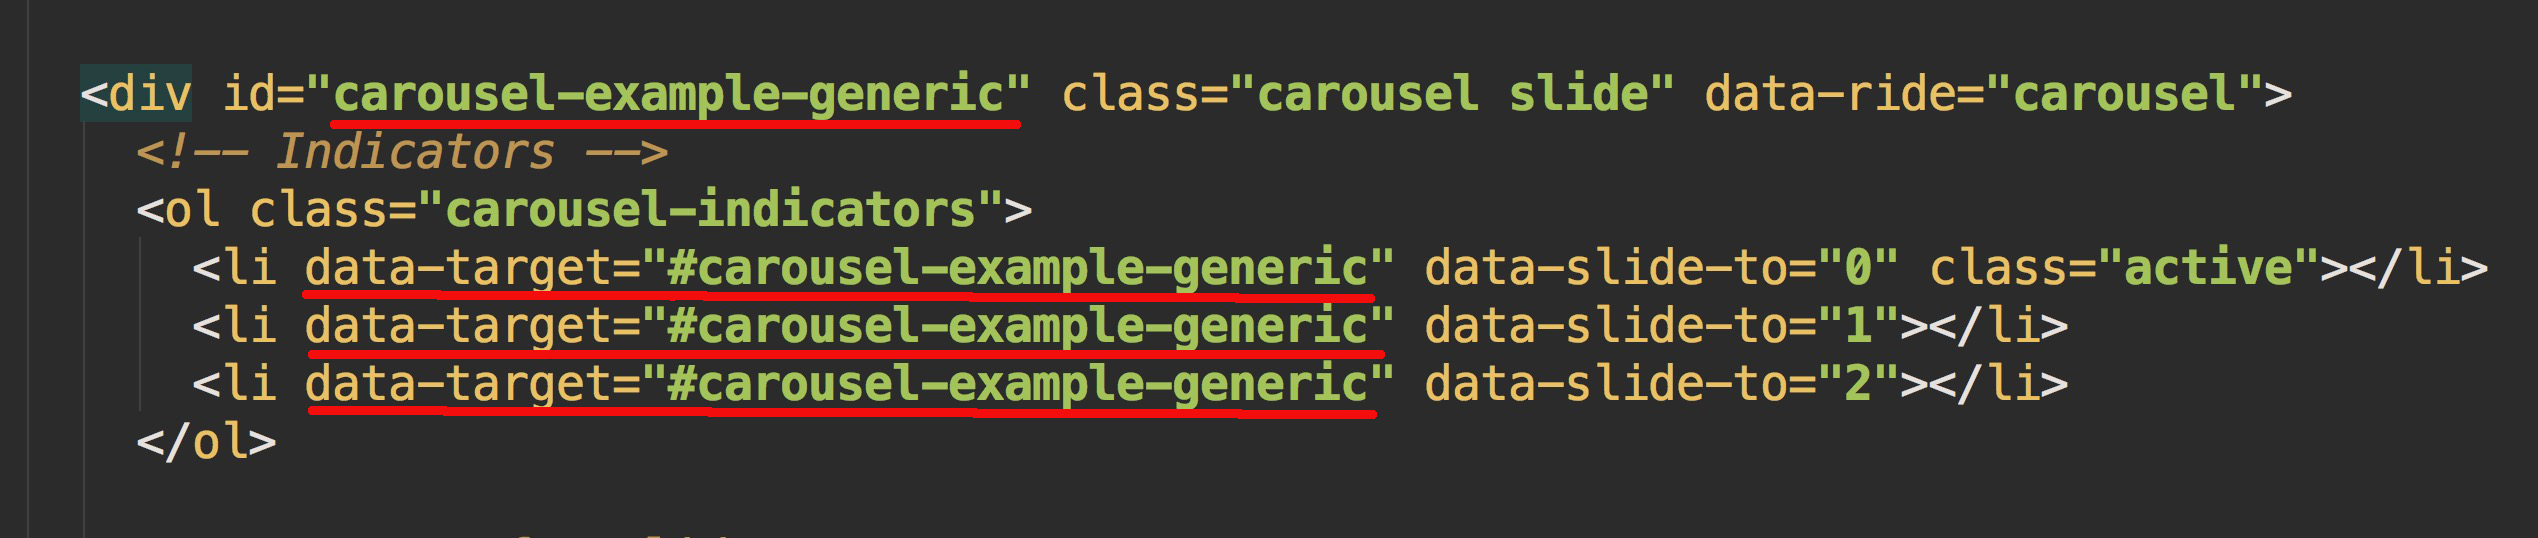 <div id="carousel-example-generic" class="carousel slide" data-ride="carousel">
<!-- Indicators -->
<ol class="carousel-indicators">
<li data-target="#carousel-example-generic" data-slide-to="0" class="active"></li>
<li data-target="#carousel-example-generic" data-slide-to="1"></li>
<li data-target="#carousel-example-generic" data-slide-to="2"></li>
</ol>